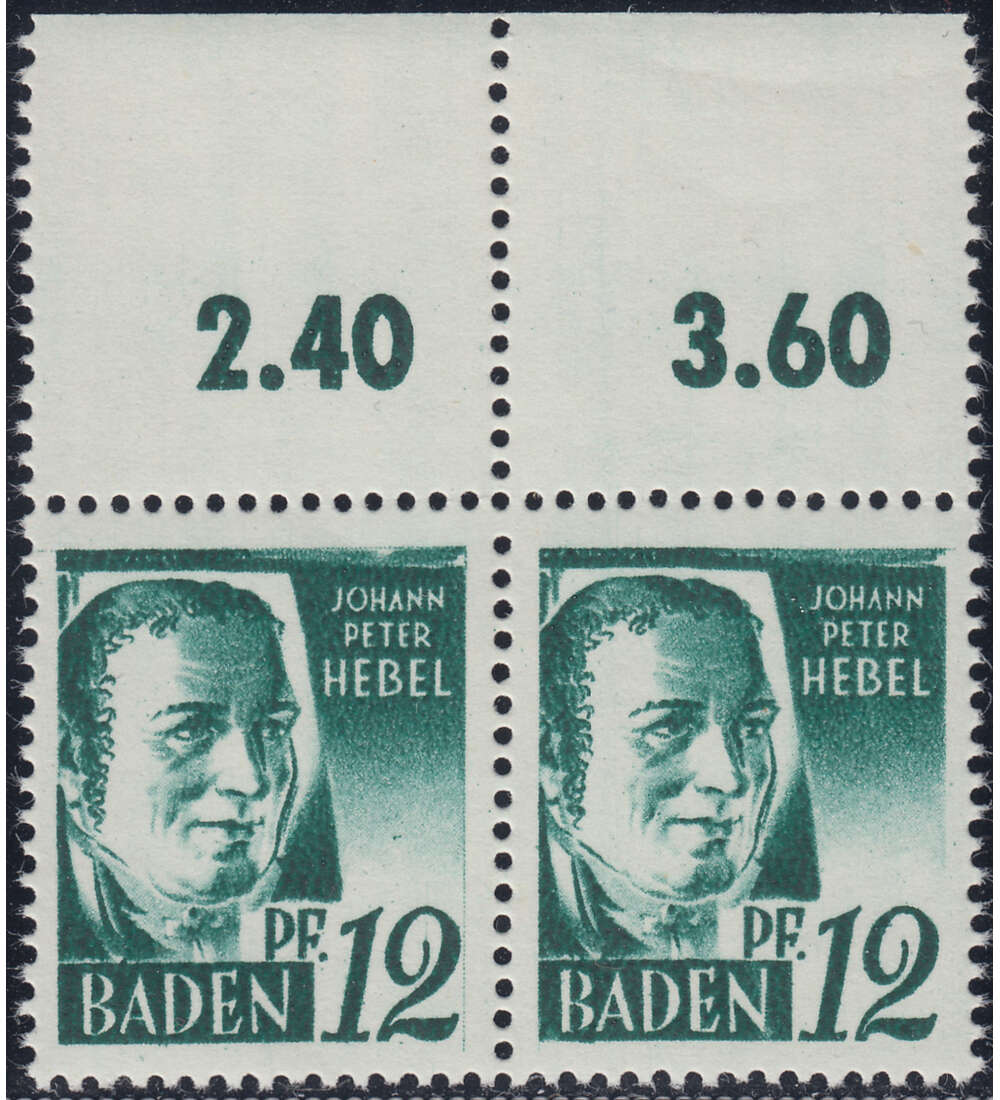 2.40 3.60
JOHANN
PETER
HEBEL
PF. 12
BADEN
JOHANN
PETER
HEBEL
PF. 12
BADEN